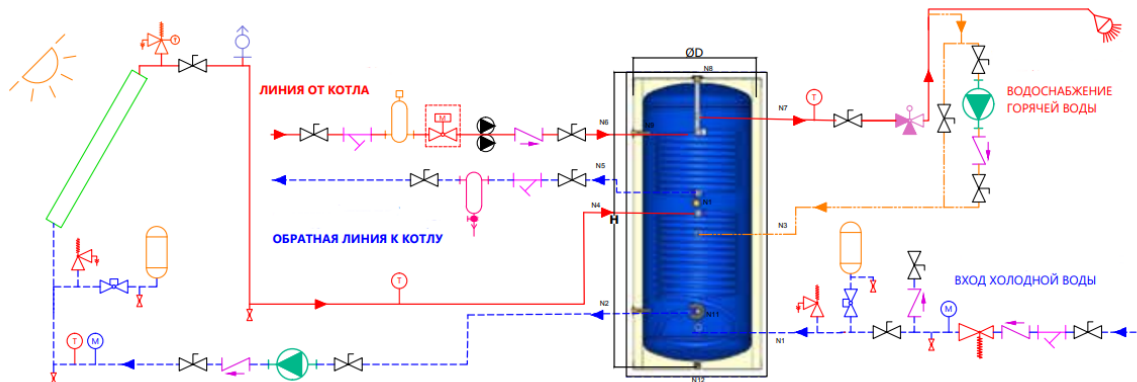 ØD
N8
ЛИНИЯ ОТ КОТЛА
N7
T
ВОДОСНАБЖЕНИЕ
ГОРЯЧЕЙ ВОДЫ
M
N6
N9
N5
N1
N4
H
ОБРАТНАЯ ЛИНИЯ К КОТЛУ
N3
T
ВХОД ХОЛОДНОЙ ВОДЫ
N2
N11
M
N1
T
M
N12